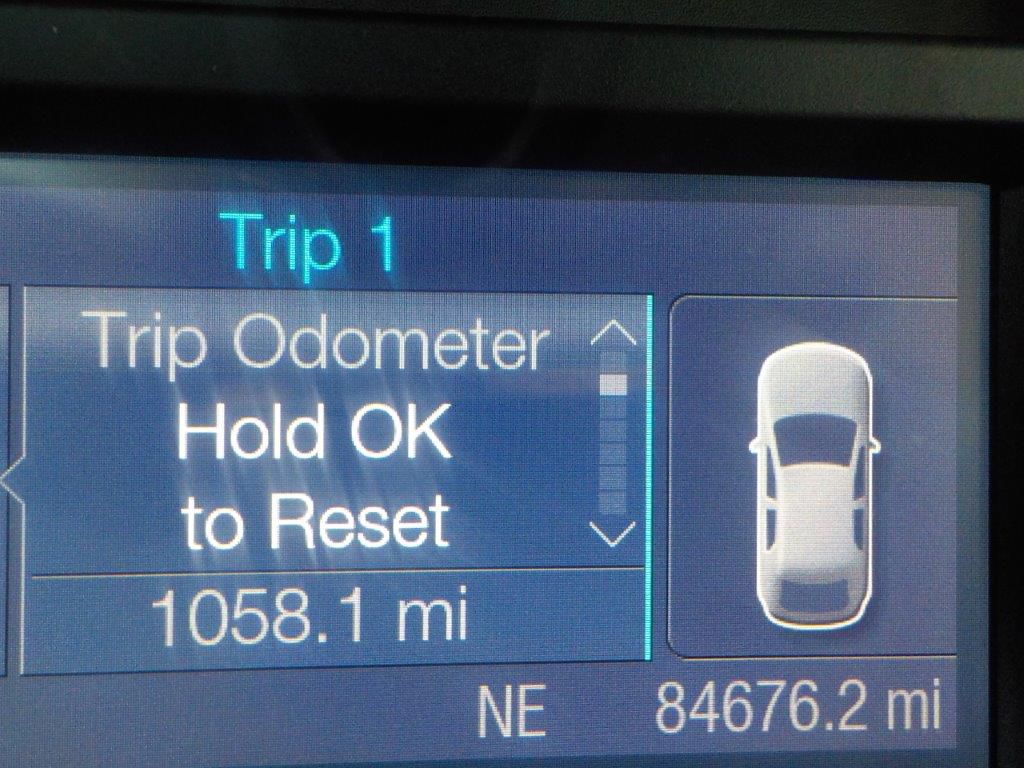 Trip 1
Trip Odometer
Hold OK
to Reset
1058.1 mi
NE 84676.2 mi